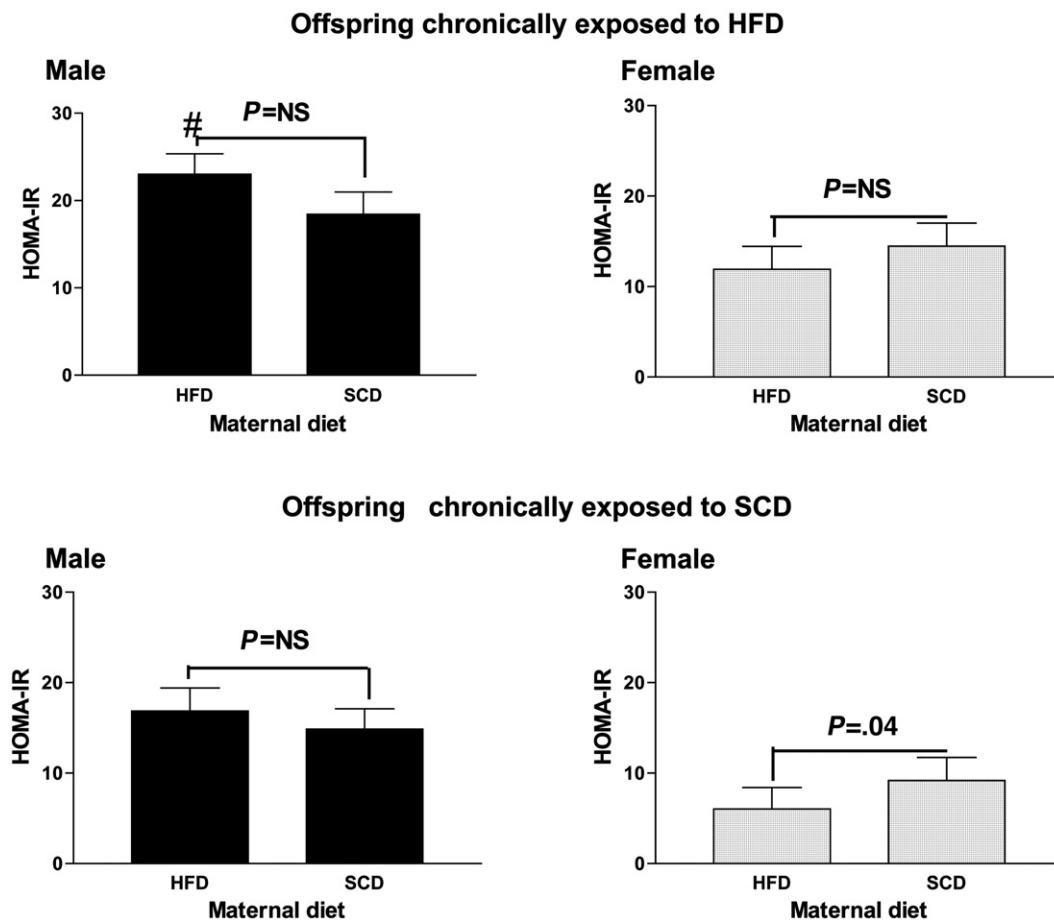 Offspring chronically exposed to HFD
Male
30
20
10
0
HOMA-IR
#
P=NS
HFD
SCD
Maternal diet
Female
30
20
10
0
HOMA-IR
P=NS
HFD
SCD
Maternal diet
Offspring chronically exposed to SCD
Male
30
20
10
0
HOMA-IR
P=NS
HFD
SCD
Maternal diet
Female
30
20
10
0
HOMA-IR
P=.04
HFD
SCD
Maternal diet